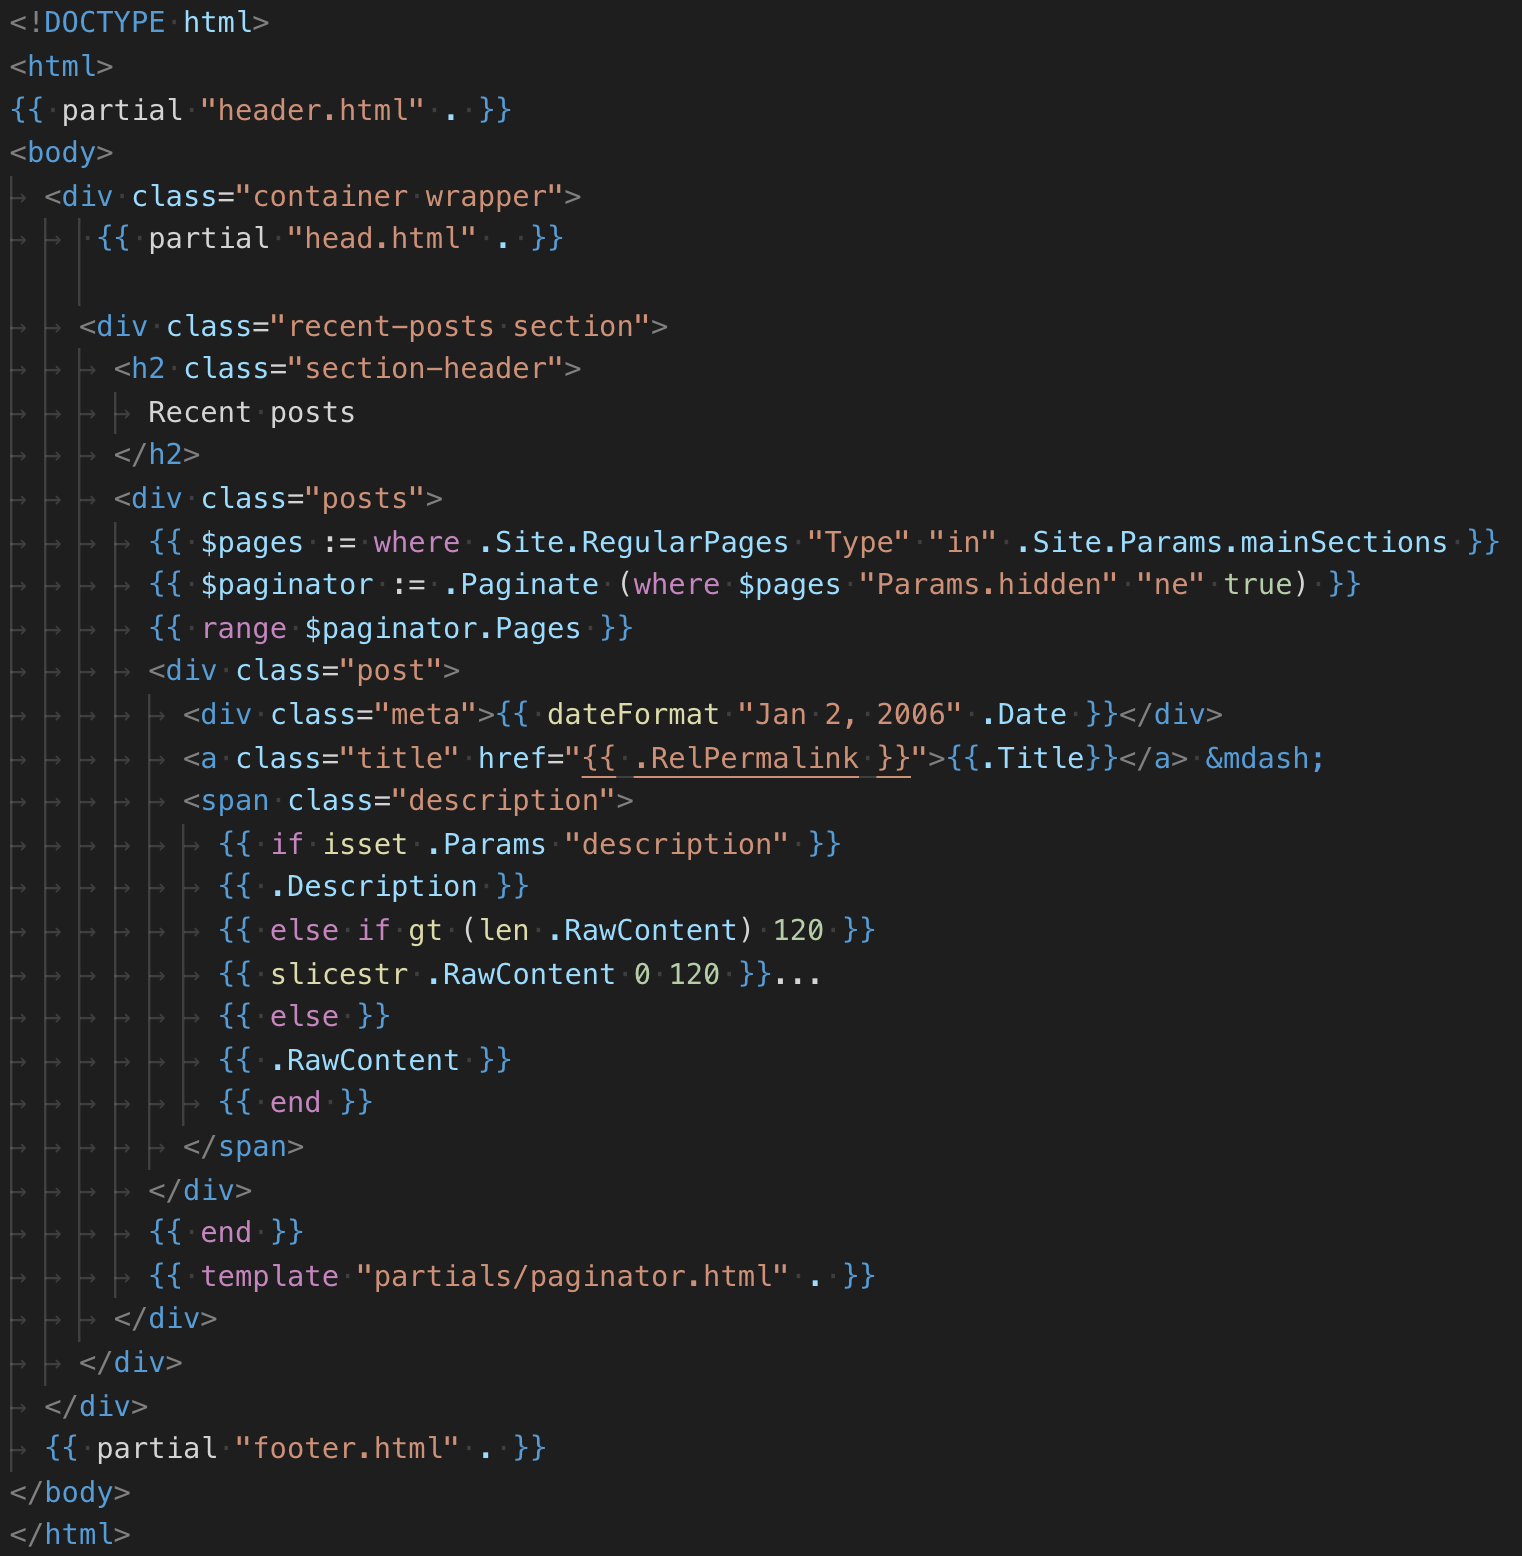 <!DOCTYPE html>
<html>
{{ partial "header.html" . }}
<body>
<div class="container wrapper">
{{ partial "head.html" . }}
<div class="recent-posts section">
<h2 class="section-header">
Recent posts
</h2>
<div class="posts">
{{ $pages := where .Site.RegularPages "Type" "in" .Site.Params.mainSections }}
{{ $paginator := .Paginate (where $pages "Params.hidden" "ne" true) }}
{{ range $paginator.Pages }}
<div class="post">
<div class="meta">{{ dateFormat "Jan 2, 2006" .Date }}</div>
<a class="title" href="{{ .RelPermalink }}">{{.Title}}</a> &mdash;
<span class="description">
{{ if isset .Params "description" }}
{{ .Description }}
{{ else if gt (len .RawContent) 120 }}
{{ slicestr .RawContent 0 120 }}...
{{ else }}
{{ .RawContent }}
{{ end }}
</span>
</div>
{{ end }}
{{ template "partials/paginator.html" . }}
</div>
</div>
</div>
{{ partial "footer.html" . }}
</body>
</html>